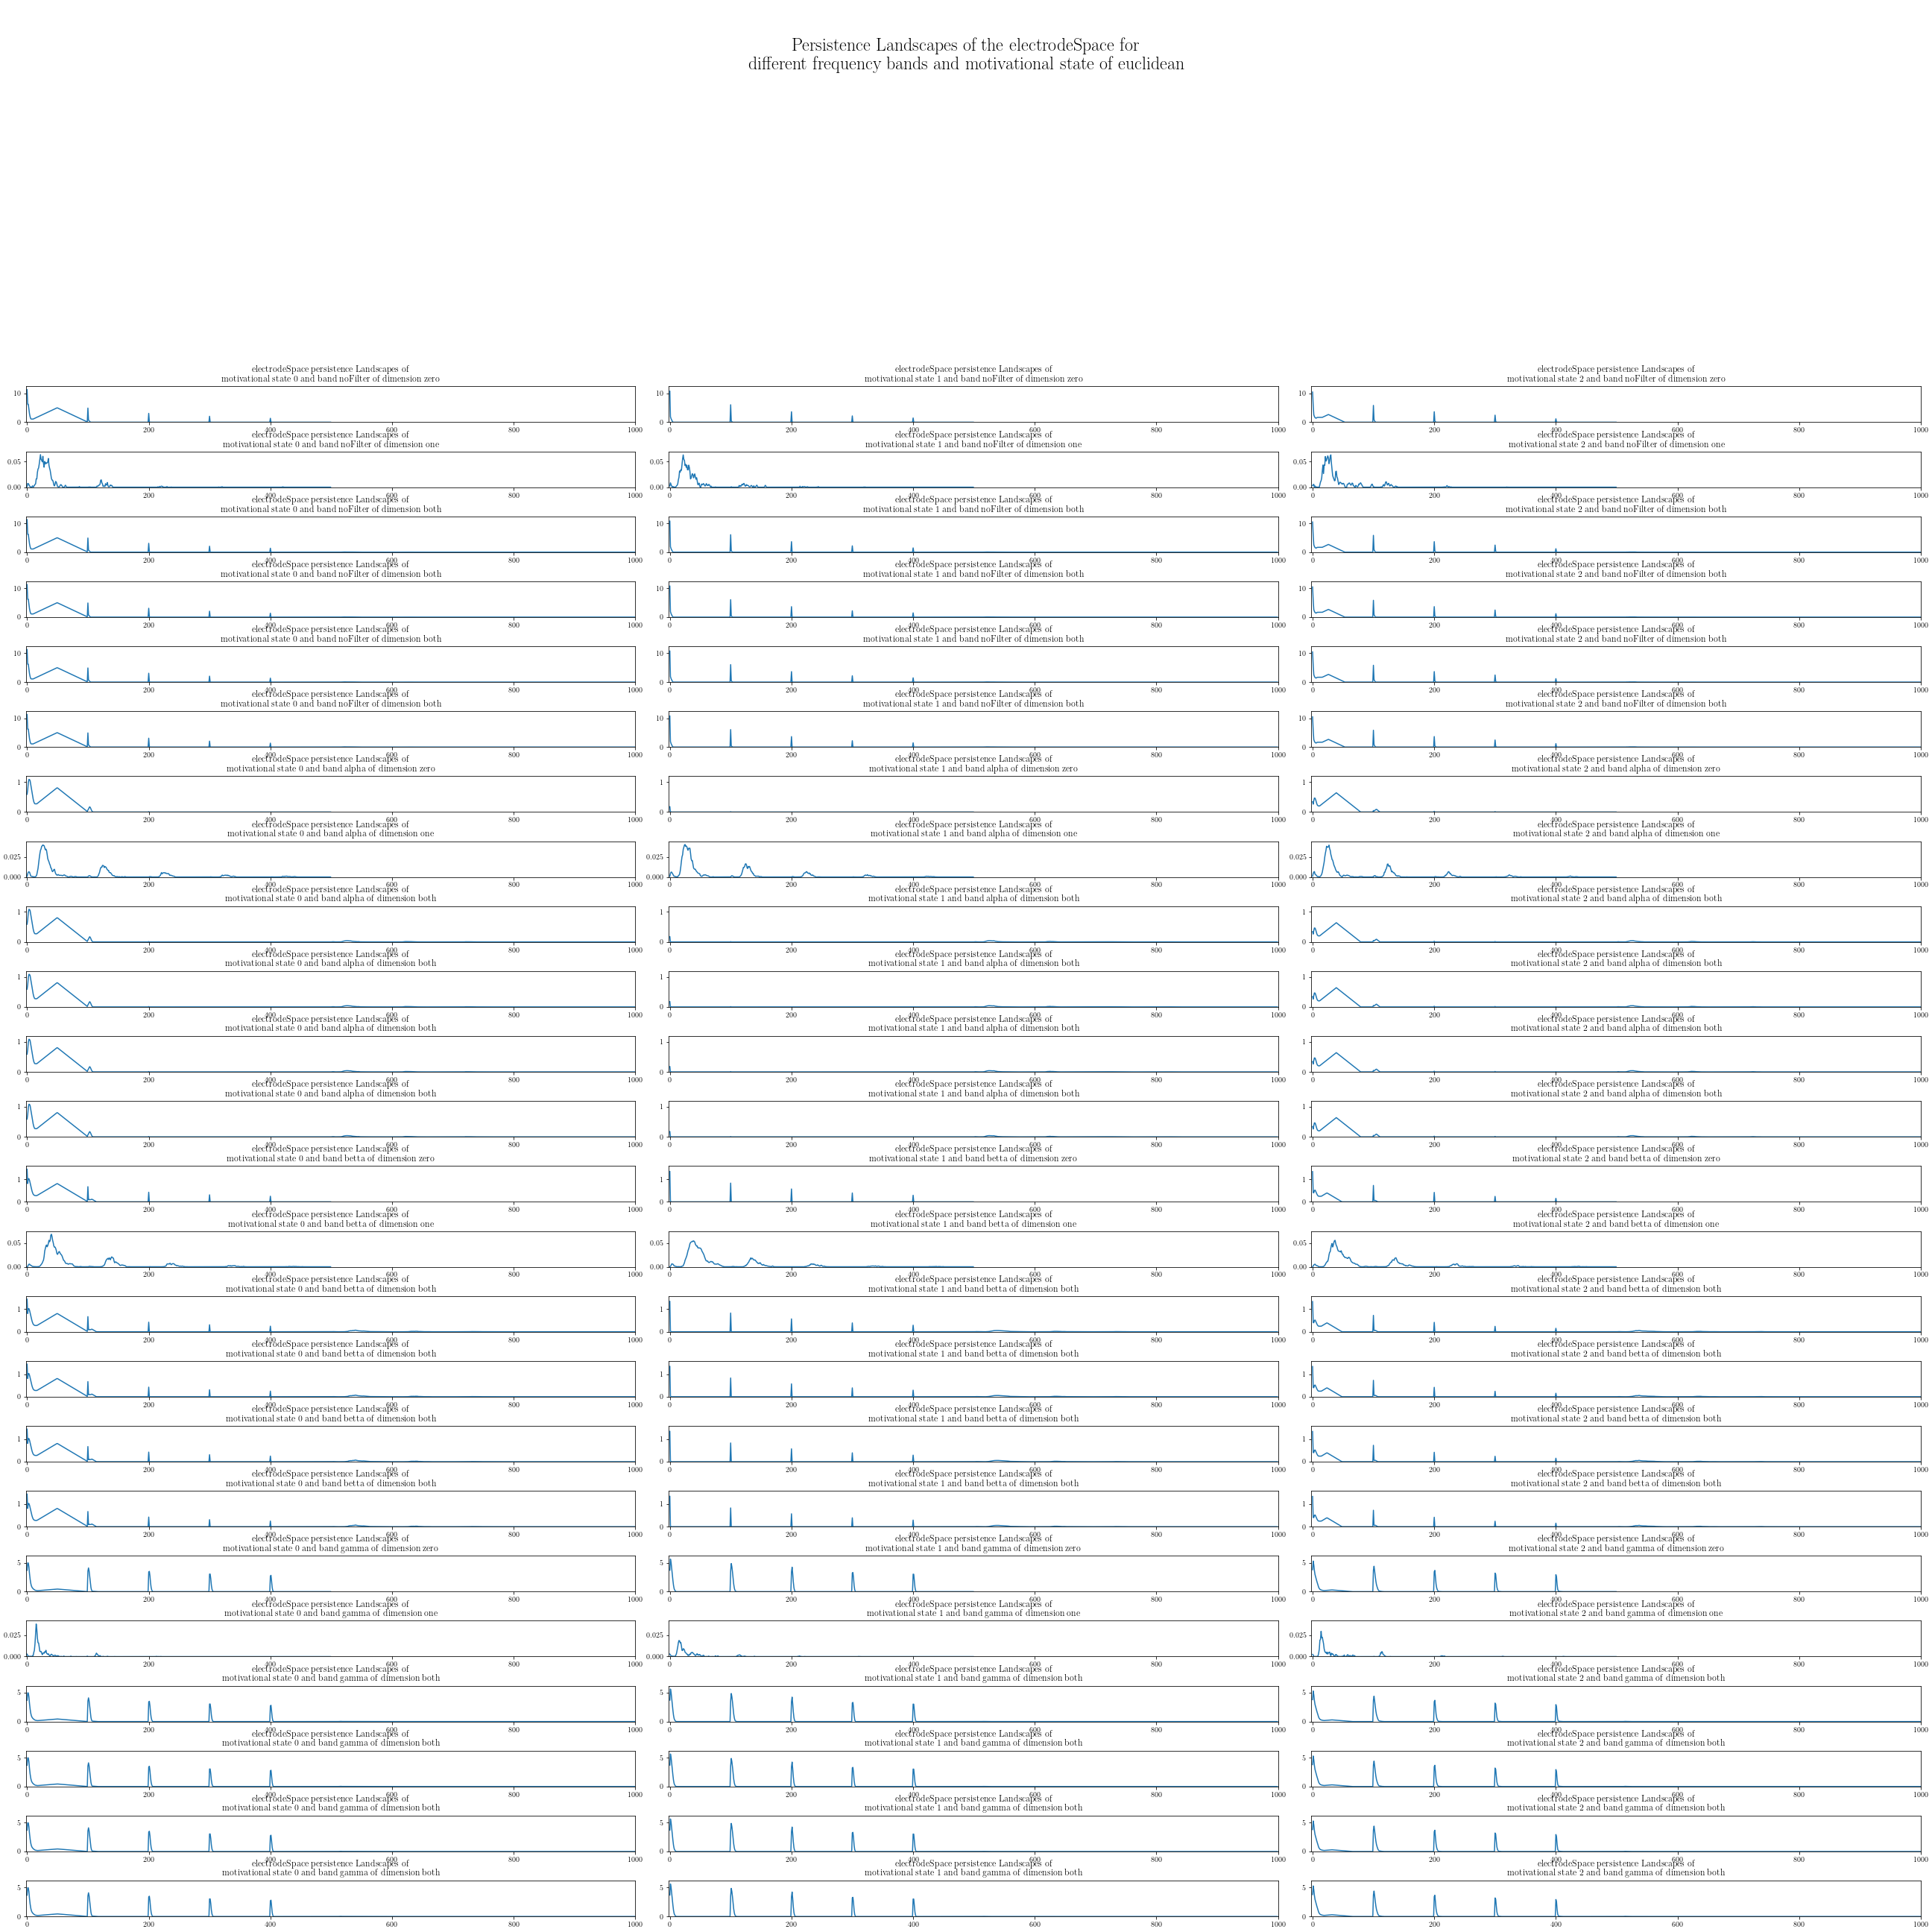 Persistence Landscapes of the electrodeSpace for
different frequency bands and motivational state of euclidean
electrodeSpace persistence Landscapes of electrodeSpace persistence Landscapes of electrodeSpace persistence Landscapes of
motivational state 0 and band noFilter of dimension zero motivational state 1 and band noFilter of dimension zero motivational state 2 and band noFilter of dimension zero
10 10 10
0 0 0
0 200 400 600 800 1000 0 200 400 600 800 1000 0 200 400 600 800 1000
electrodeSpace persistence Landscapes of electrodeSpace persistence Landscapes of electrodeSpace persistence Landscapes of
motivational state 0 and band noFilter of dimension one motivational state 1 and band noFilter of dimension one motivational state 2 and band noFilter of dimension one
0.05 0.05 0.05
0.00 0.00 0.00
0 200 400 600 800 1000 0 200 400 600 800 1000 0 200 400 600 800 1000
electrodeSpace persistence Landscapes of electrodeSpace persistence Landscapes of electrodeSpace persistence Landscapes of
motivational state 0 and band noFilter of dimension both motivational state 1 and band noFilter of dimension both motivational state 2 and band noFilter of dimension both
10 10 10
0 0 0
0 200 400 600 800 1000 0 200 400 600 800 1000 0 200 400 600 800 1000
electrodeSpace persistence Landscapes of electrodeSpace persistence Landscapes of electrodeSpace persistence Landscapes of
motivational state 0 and band noFilter of dimension both motivational state 1 and band noFilter of dimension both motivational state 2 and band noFilter of dimension both
10 10 10
0 0 0
0 200 400 600 800 1000 0 200 400 600 800 1000 0 200 400 600 800 1000
electrodeSpace persistence Landscapes of electrodeSpace persistence Landscapes of electrodeSpace persistence Landscapes of
motivational state 0 and band noFilter of dimension both motivational state 1 and band noFilter of dimension both motivational state 2 and band noFilter of dimension both
10 10 10
0 0 0
0 200 400 600 800 1000 0 200 400 600 800 1000 0 200 400 600 800 1000
electrodeSpace persistence Landscapes of electrodeSpace persistence Landscapes of electrodeSpace persistence Landscapes of
motivational state 0 and band noFilter of dimension both motivational state 1 and band noFilter of dimension both motivational state 2 and band noFilter of dimension both
10 10 10
0 0 0
0 200 400 600 800 1000 0 200 400 600 800 1000 0 200 400 600 800 1000
electrodeSpace persistence Landscapes of electrodeSpace persistence Landscapes of electrodeSpace persistence Landscapes of
motivational state 0 and band alpha of dimension zero motivational state 1 and band alpha of dimension zero motivational state 2 and band alpha of dimension zero
1 1 1
0 0 0
0 200 400 600 800 1000 0 200 400 600 800 1000 0 200 400 600 800 1000
electrodeSpace persistence Landscapes of electrodeSpace persistence Landscapes of electrodeSpace persistence Landscapes of
motivational state 0 and band alpha of dimension one motivational state 1 and band alpha of dimension one motivational state 2 and band alpha of dimension one
0.025 0.025 0.025
0.000 0.000 0.000
0 200 400 600 800 1000 0 200 400 600 800 1000 0 200 400 600 800 1000
electrodeSpace persistence Landscapes of electrodeSpace persistence Landscapes of electrodeSpace persistence Landscapes of
motivational state 0 and band alpha of dimension both motivational state 1 and band alpha of dimension both motivational state 2 and band alpha of dimension both
1 1 1
0 0 0
0 200 400 600 800 1000 0 200 400 600 800 1000 0 200 400 600 800 1000
electrodeSpace persistence Landscapes of electrodeSpace persistence Landscapes of electrodeSpace persistence Landscapes of
motivational state 0 and band alpha of dimension both motivational state 1 and band alpha of dimension both motivational state 2 and band alpha of dimension both
1 1 1
0 0 0
0 200 400 600 800 1000 0 200 400 600 800 1000 0 200 400 600 800 1000
electrodeSpace persistence Landscapes of electrodeSpace persistence Landscapes of electrodeSpace persistence Landscapes of
motivational state 0 and band alpha of dimension both motivational state 1 and band alpha of dimension both motivational state 2 and band alpha of dimension both
1 1 1
0 0 0
0 200 400 600 800 1000 0 200 400 600 800 1000 0 200 400 600 800 1000
electrodeSpace persistence Landscapes of electrodeSpace persistence Landscapes of electrodeSpace persistence Landscapes of
motivational state 0 and band alpha of dimension both motivational state 1 and band alpha of dimension both motivational state 2 and band alpha of dimension both
1 1 1
0 0 0
0 200 400 600 800 1000 0 200 400 600 800 1000 0 200 400 600 800 1000
electrodeSpace persistence Landscapes of electrodeSpace persistence Landscapes of electrodeSpace persistence Landscapes of
motivational state 0 and band betta of dimension zero motivational state 1 and band betta of dimension zero motivational state 2 and band betta of dimension zero
1 1 1
0 0 0
0 200 400 600 800 1000 0 200 400 600 800 1000 0 200 400 600 800 1000
electrodeSpace persistence Landscapes of electrodeSpace persistence Landscapes of electrodeSpace persistence Landscapes of
motivational state 0 and band betta of dimension one motivational state 1 and band betta of dimension one motivational state 2 and band betta of dimension one
0.05 0.05 0.05
0.00 0.00 0.00
0 200 400 600 800 1000 0 200 400 600 800 1000 0 200 400 600 800 1000
electrodeSpace persistence Landscapes of electrodeSpace persistence Landscapes of electrodeSpace persistence Landscapes of
motivational state 0 and band betta of dimension both motivational state 1 and band betta of dimension both motivational state 2 and band betta of dimension both
1 1 1
0 0 0
0 200 400 600 800 1000 0 200 400 600 800 1000 0 200 400 600 800 1000
electrodeSpace persistence Landscapes of electrodeSpace persistence Landscapes of electrodeSpace persistence Landscapes of
motivational state 0 and band betta of dimension both motivational state 1 and band betta of dimension both motivational state 2 and band betta of dimension both
1 1 1
0 0 0
0 200 400 600 800 1000 0 200 400 600 800 1000 0 200 400 600 800 1000
electrodeSpace persistence Landscapes of electrodeSpace persistence Landscapes of electrodeSpace persistence Landscapes of
motivational state 0 and band betta of dimension both motivational state 1 and band betta of dimension both motivational state 2 and band betta of dimension both
1 1 1
0 0 0
0 200 400 600 800 1000 0 200 400 600 800 1000 0 200 400 600 800 1000
electrodeSpace persistence Landscapes of electrodeSpace persistence Landscapes of electrodeSpace persistence Landscapes of
motivational state 0 and band betta of dimension both motivational state 1 and band betta of dimension both motivational state 2 and band betta of dimension both
1 1 1
0 0 0
0 200 400 600 800 1000 0 200 400 600 800 1000 0 200 400 600 800 1000
electrodeSpace persistence Landscapes of electrodeSpace persistence Landscapes of electrodeSpace persistence Landscapes of
motivational state 0 and band gamma of dimension zero motivational state 1 and band gamma of dimension zero motivational state 2 and band gamma of dimension zero
5 5 5
0 0 0
0 200 400 600 800 1000 0 200 400 600 800 1000 0 200 400 600 800 1000
electrodeSpace persistence Landscapes of electrodeSpace persistence Landscapes of electrodeSpace persistence Landscapes of
motivational state 0 and band gamma of dimension one motivational state 1 and band gamma of dimension one motivational state 2 and band gamma of dimension one
0.025 0.025 0.025
0.000 0.000 0.000
0 200 400 600 800 1000 0 200 400 600 800 1000 0 200 400 600 800 1000
electrodeSpace persistence Landscapes of electrodeSpace persistence Landscapes of electrodeSpace persistence Landscapes of
motivational state 0 and band gamma of dimension both motivational state 1 and band gamma of dimension both motivational state 2 and band gamma of dimension both
5 5 5
0 0 0
0 200 400 600 800 1000 0 200 400 600 800 1000 0 200 400 600 800 1000
electrodeSpace persistence Landscapes of electrodeSpace persistence Landscapes of electrodeSpace persistence Landscapes of
motivational state 0 and band gamma of dimension both motivational state 1 and band gamma of dimension both motivational state 2 and band gamma of dimension both
5 5 5
0 0 0
0 200 400 600 800 1000 0 200 400 600 800 1000 0 200 400 600 800 1000
electrodeSpace persistence Landscapes of electrodeSpace persistence Landscapes of electrodeSpace persistence Landscapes of
motivational state 0 and band gamma of dimension both motivational state 1 and band gamma of dimension both motivational state 2 and band gamma of dimension both
5 5 5
0 0 0
0 200 400 600 800 1000 0 200 400 600 800 1000 0 200 400 600 800 1000
electrodeSpace persistence Landscapes of electrodeSpace persistence Landscapes of electrodeSpace persistence Landscapes of
motivational state 0 and band gamma of dimension both motivational state 1 and band gamma of dimension both motivational state 2 and band gamma of dimension both
5 5 5
0 0 0
0 200 400 600 800 1000 0 200 400 600 800 1000 0 200 400 600 800 1000